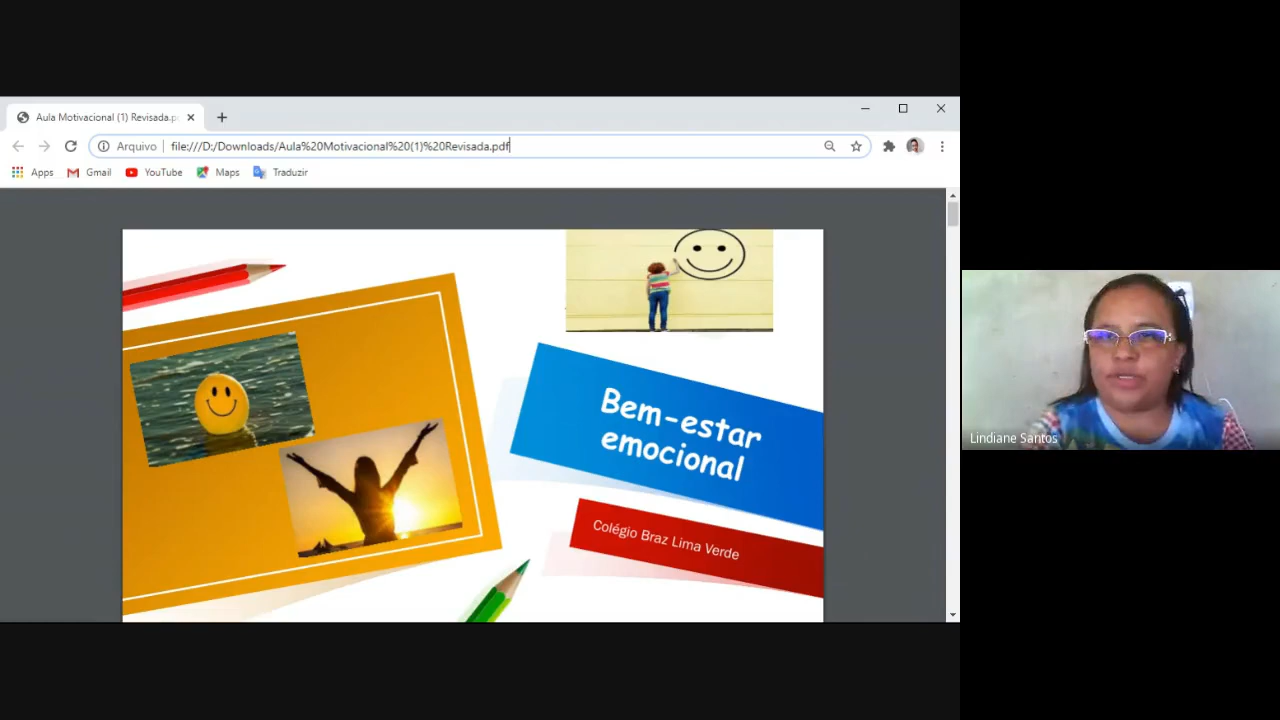 Aula Motivacional (1) Revisada.p
Arquivo file:///D:/Downloads/Aula%20Motivacional%20(1)%20Revisada.pdf
Apps Gmail YouTube Maps Traduzir
Bem-estar
emocional
Colégio Braz Lima Verde
Lindiane Santos